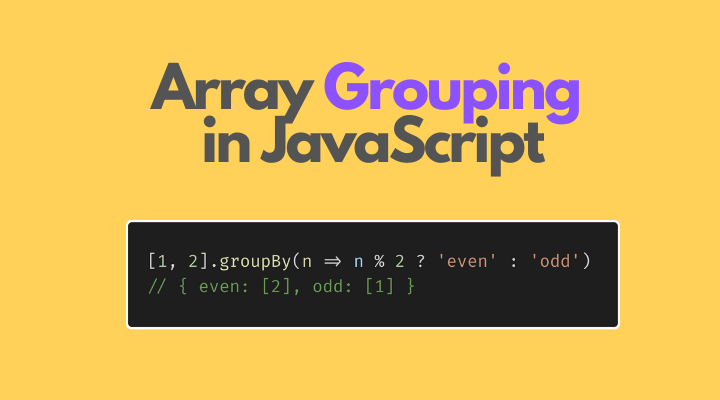 Array Grouping
in JavaScript
[1, 2].groupBy(n => n % 2 ? 'even' : 'odd')
// { even: [2], odd: [1] }